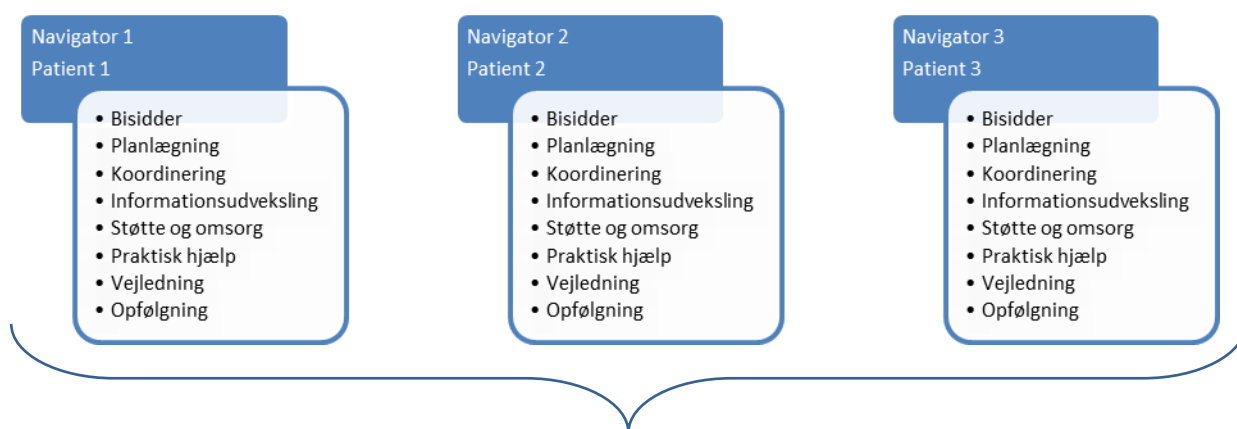 Navigator 1
Patient 1
• Bisidder
• Planlægning
• Koordinering
• Informationsudveksling
• Støtte og omsorg
• Praktisk hjælp
• Vejledning
• Opfølgning
Navigator 2
Patient 2
• Bisidder
• Planlægning
• Koordinering
• Informationsudveksling
• Støtte og omsorg
• Praktisk hjælp
• Vejledning
• Opfølgning
Navigator 3
Patient 3
• Bisidder
• Planlægning
• Koordinering
• Informationsudveksling
• Støtte og omsorg
• Praktisk hjælp
• Vejledning
• Opfølgning